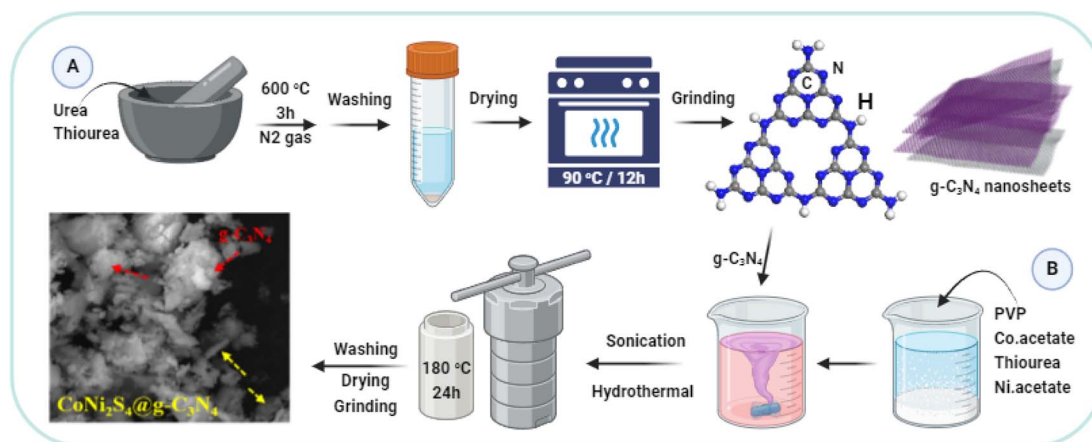 A
Urea
Thiourea
600 °C
3h
N2 gas
Washing
Drying
90 °C / 12h
Grinding
N
C
H
g-C₃N₄ nanosheets
g-C₃N₄
B
PVP
Co.acetate
Thiourea
Ni.acetate
Sonication
Hydrothermal
180 °C
24h
Washing
Drying
Grinding
g-C₃N₄
CoNi₂S₄@g-C₃N₄